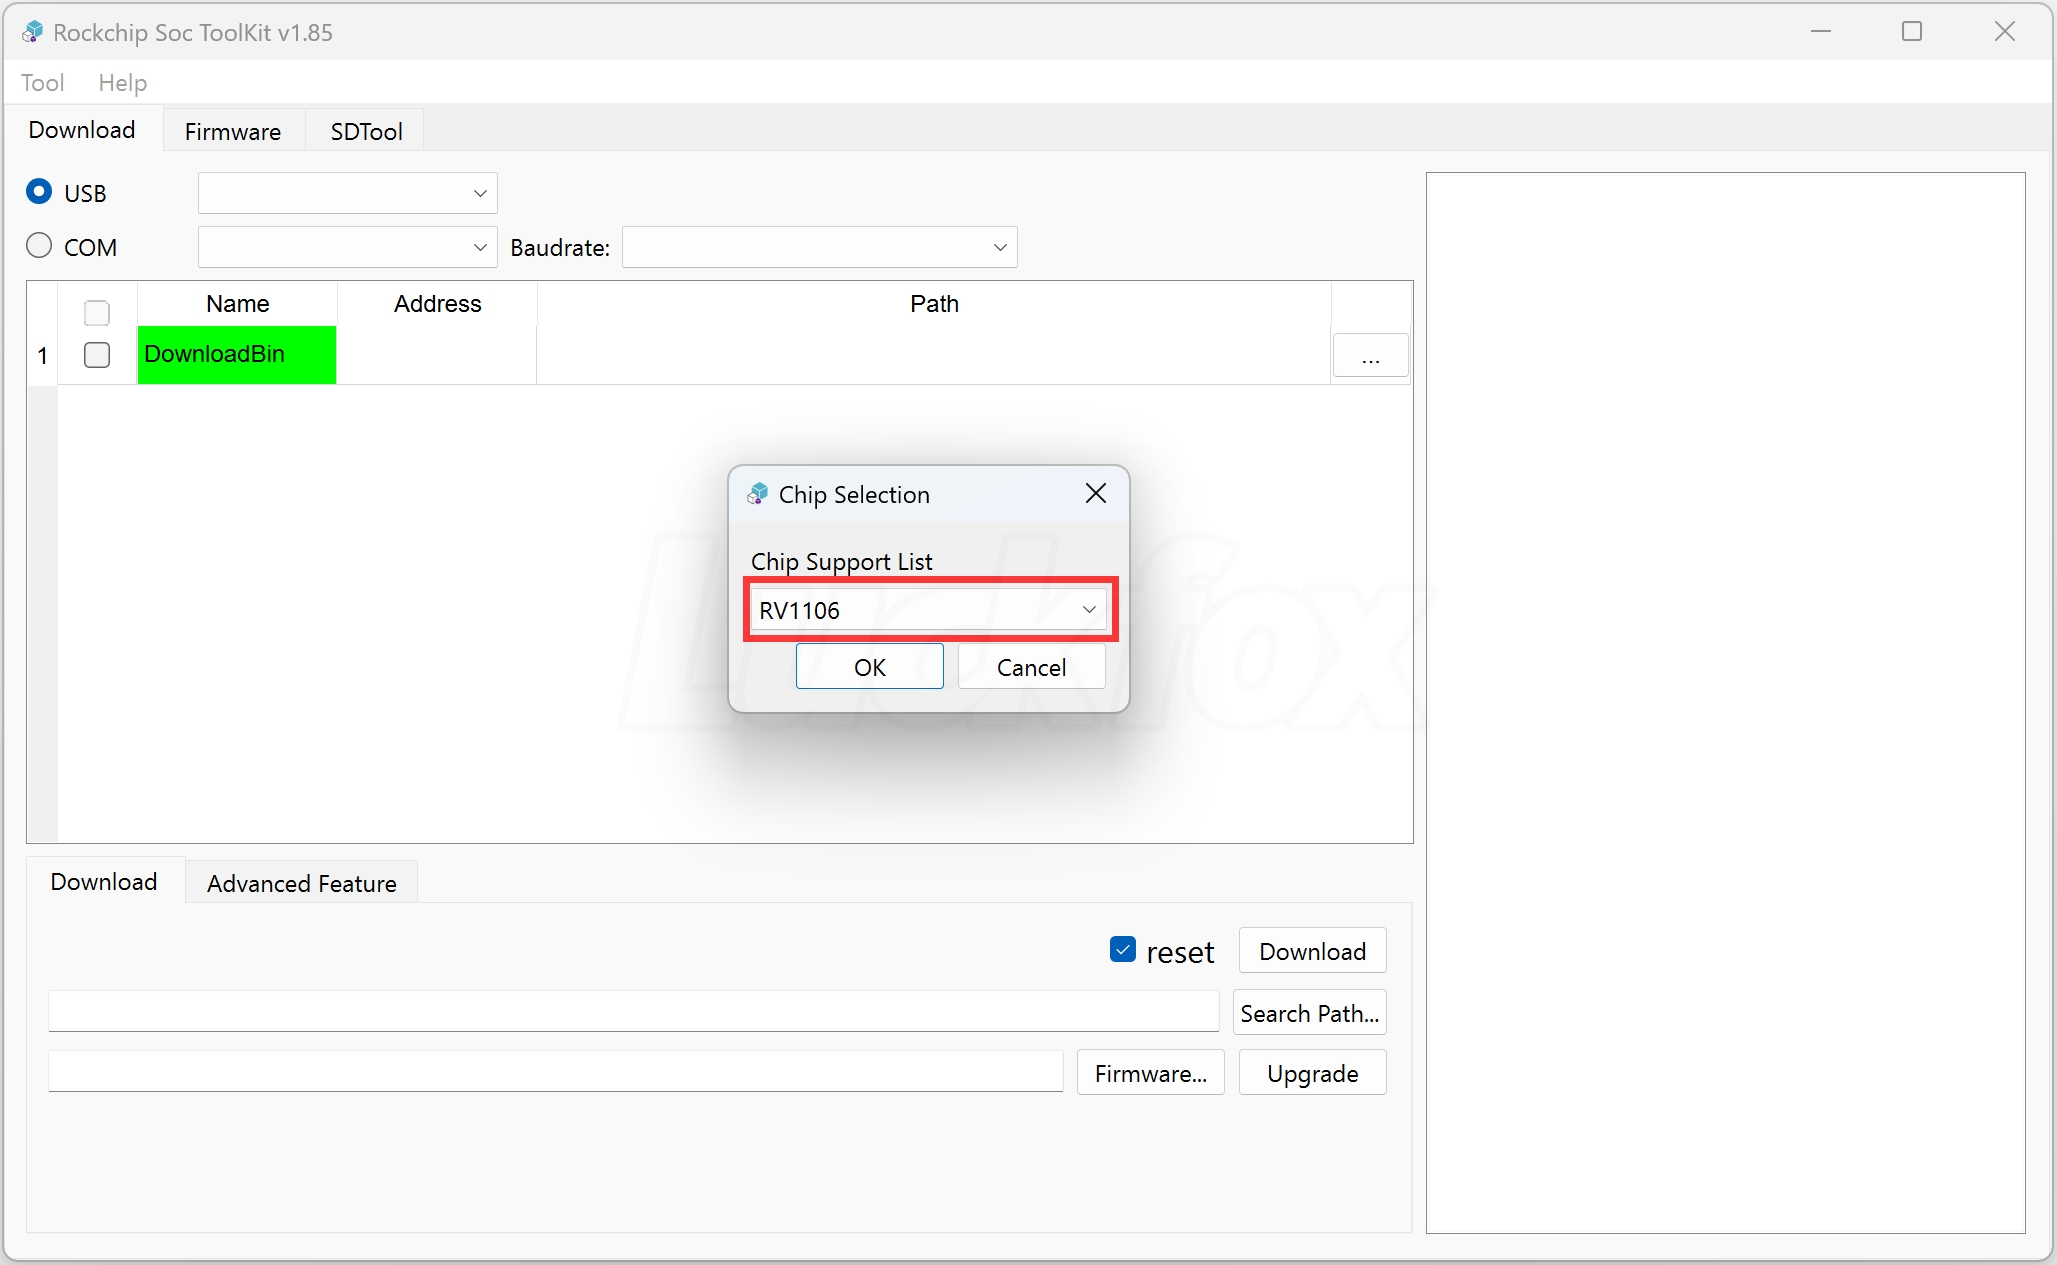 Rockchip Soc ToolKit v1.85
Tool Help
Download Firmware SDTool
USB
COM Baudrate:
Name Address Path
1 DownloadBin ...
Chip Selection
Chip Support List
RV1106
OK Cancel
Luckfox
Download Advanced Feature
reset Download
Search Path...
Firmware... Upgrade